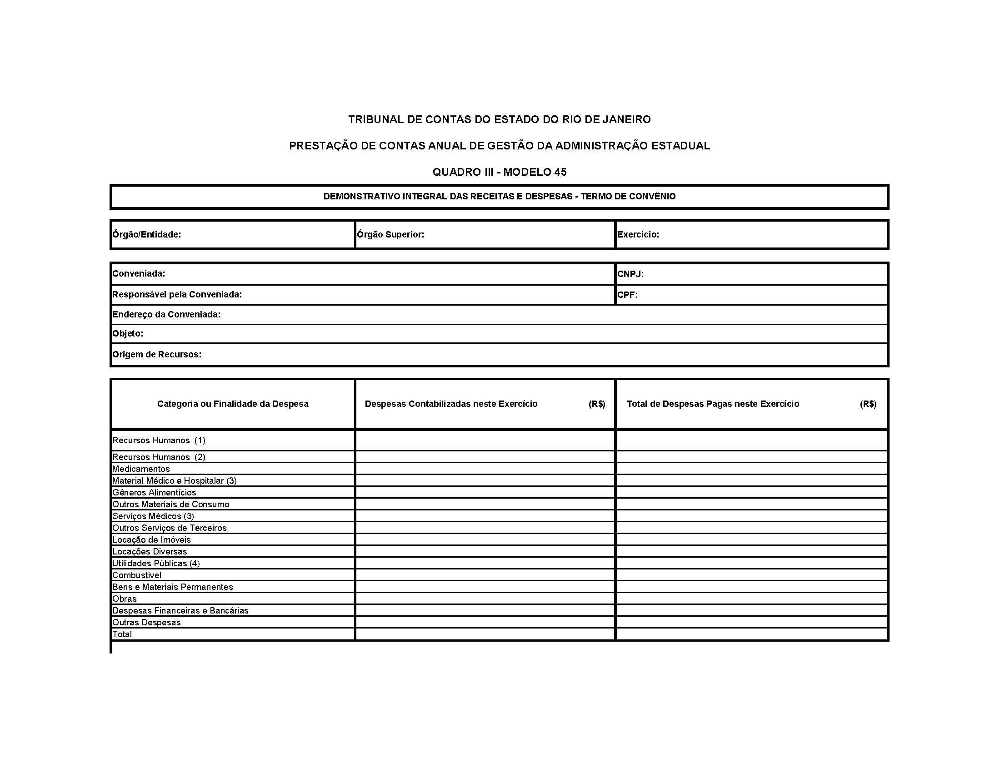 TRIBUNAL DE CONTAS DO ESTADO DO RIO DE JANEIRO
PRESTAÇÃO DE CONTAS ANUAL DE GESTÃO DA ADMINISTRAÇÃO ESTADUAL
QUADRO III - MODELO 45
DEMONSTRATIVO INTEGRAL DAS RECEITAS E DESPESAS - TERMO DE CONVÊNIO
Órgão/Entidade: Órgão Superior: Exercício:
Conveniada: CNPJ:
Responsável pela Conveniada: CPF:
Endereço da Conveniada:
Objeto:
Origem de Recursos:
Categoria ou Finalidade da Despesa Despesas Contabilizadas neste Exercício (R$) Total de Despesas Pagas neste Exercício (R$)
Recursos Humanos (1)
Recursos Humanos (2)
Medicamentos
Material Médico e Hospitalar (3)
Gêneros Alimentícios
Outros Materiais de Consumo
Serviços Médicos (3)
Outros Serviços de Terceiros
Locação de Imóveis
Locações Diversas
Utilidades Públicas (4)
Combustível
Bens e Materiais Permanentes
Obras
Despesas Financeiras e Bancárias
Outras Despesas
Total